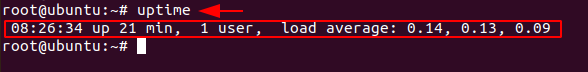 root@ubuntu:~# uptime
 08:26:34 up 21 min,  1 user,  load average: 0.14, 0.13, 0.09
root@ubuntu:~#